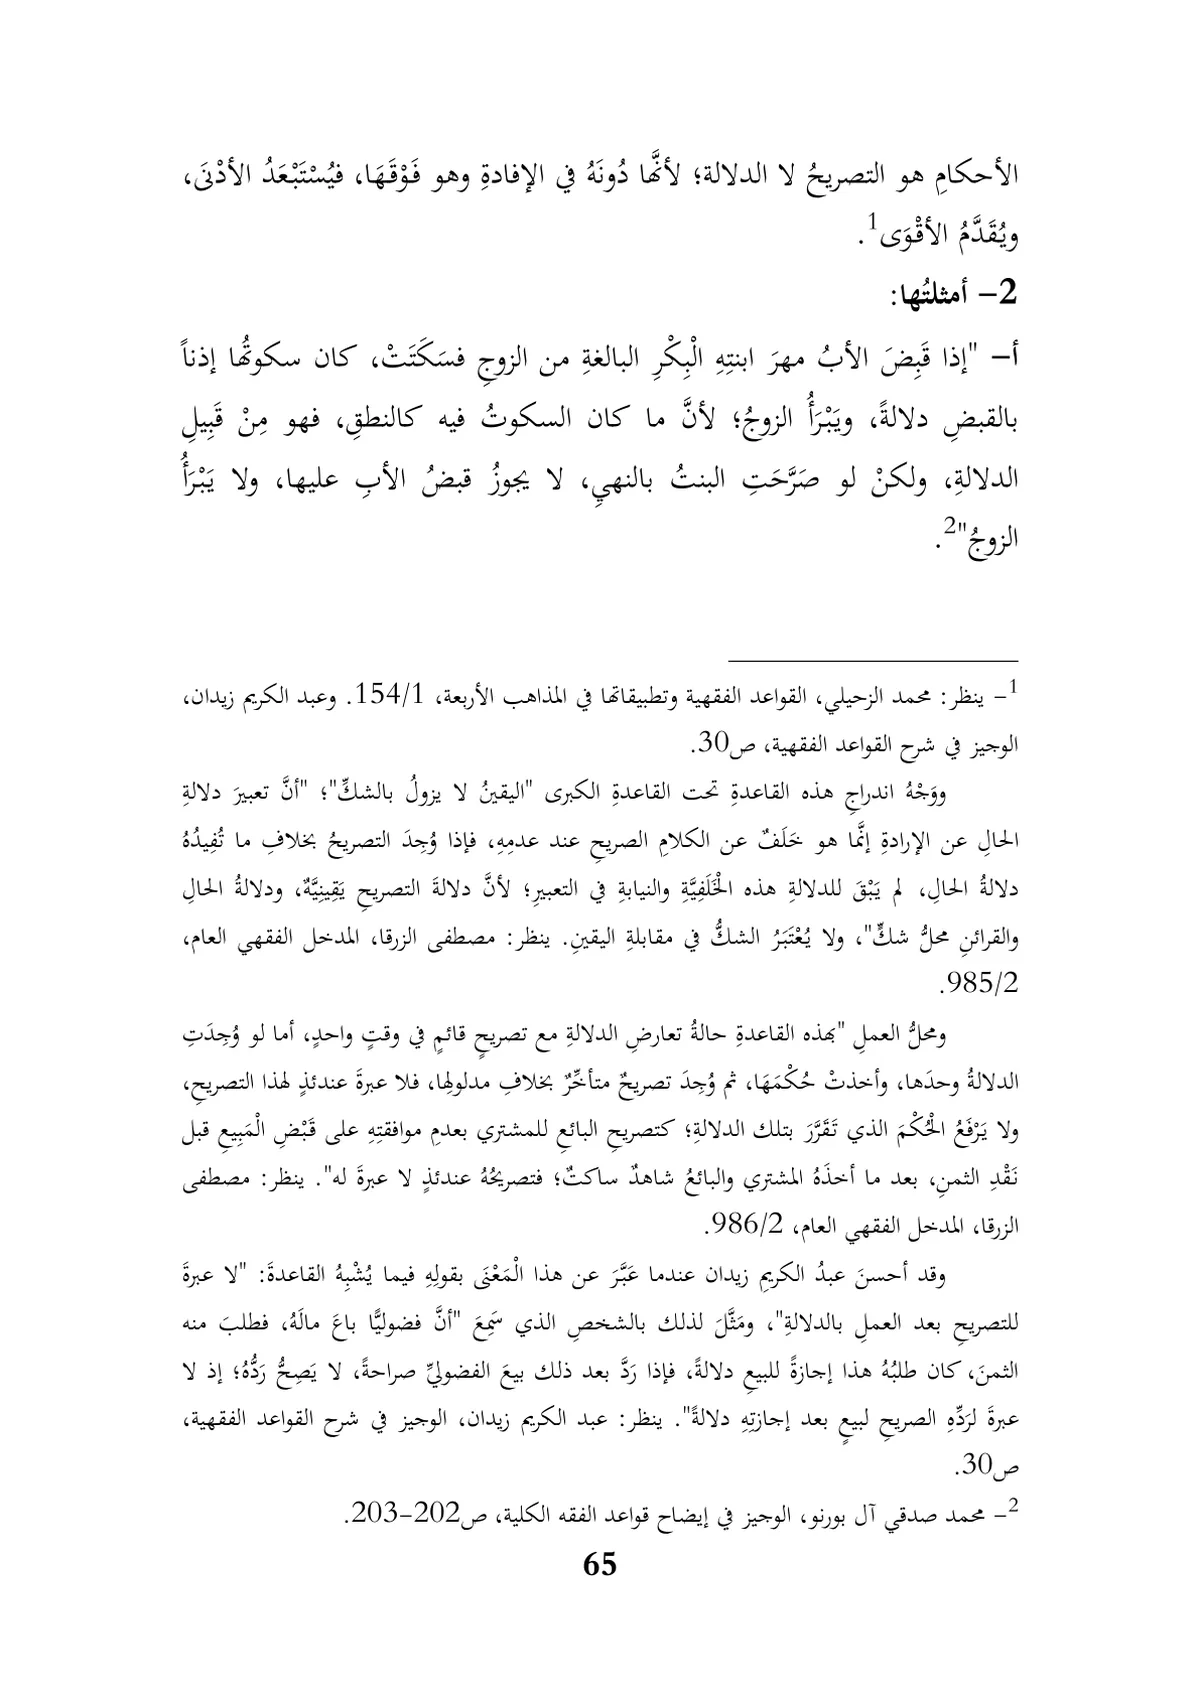 الأحكامِ هو التصريحُ لا الدلالة؛ لأنَّها دُونَهُ في الإفادةِ وهو فَوْقَهَا، فيُسْتَبْعَدُ الأدْنَى،
ويُقَدَّمُ الأقْوَى1.
2- أمثلتُها:
أ- "إذا قَبِضَ الأبُ مهرَ ابنتِهِ الْبِكْرِ البالغةِ من الزوجِ فسَكَتَتْ، كان سكوتُها إذناً
بالقبضِ دلالةً، ويَبْرَأُ الزوجُ؛ لأنَّ ما كان السكوتُ فيه كالنطقِ، فهو مِنْ قَبِيلِ
الدلالةِ، ولكنْ لو صَرَّحَتِ البنتُ بالنهيِ، لا يجوزُ قبضُ الأبِ عليها، ولا يَبْرَأُ
الزوجُ"2.
1- ينظر: محمد الزحيلي، القواعد الفقهية وتطبيقاتها في المذاهب الأربعة، 154/1. وعبد الكريم زيدان،
الوجيز في شرح القواعد الفقهية، ص30.
ووَجْهُ اندراجِ هذه القاعدةِ تحت القاعدةِ الكبرى "اليقينُ لا يزولُ بالشكِّ"؛ "أنَّ تعبيرَ دلالةِ
الحالِ عن الإرادةِ إنَّما هو خَلَفٌ عن الكلامِ الصريحِ عند عدمِهِ، فإذا وُجِدَ التصريحُ بخلافِ ما تُفِيدُهُ
دلالةُ الحالِ، لم يَبْقَ للدلالةِ هذه الْخَلَفِيَّةِ والنيابةِ في التعبيرِ؛ لأنَّ دلالةَ التصريحِ يَقِينِيَّةٌ، ودلالةُ الحالِ
والقرائنِ محلُّ شكٍّ"، ولا يُعْتَبَرُ الشكُّ في مقابلةِ اليقينِ. ينظر: مصطفى الزرقا، المدخل الفقهي العام،
985/2.
ومحلُّ العملِ "بهذه القاعدةِ حالةُ تعارضِ الدلالةِ مع تصريحٍ قائمٍ في وقتٍ واحدٍ، أما لو وُجِدَتِ
الدلالةُ وحدَها، وأخذتْ حُكْمَهَا، ثم وُجِدَ تصريحٌ متأخِّرٌ بخلافِ مدلولِها، فلا عبرةَ عندئذٍ لهذا التصريحِ،
ولا يَرْفَعُ الْحُكْمَ الذي تَقَرَّرَ بتلك الدلالةِ؛ كتصريحِ البائعِ للمشتري بعدمِ موافقتِهِ على قَبْضِ الْمَبِيعِ قبل
نَقْدِ الثمنِ، بعد ما أخذَهُ المشتري والبائعُ شاهدٌ ساكتٌ؛ فتصريحُهُ عندئذٍ لا عبرةَ له". ينظر: مصطفى
الزرقا، المدخل الفقهي العام، 986/2.
وقد أحسنَ عبدُ الكريمِ زيدان عندما عَبَّرَ عن هذا الْمَعْنَى بقولِهِ فيما يُشْبِهُ القاعدةَ: "لا عبرةَ
للتصريحِ بعد العملِ بالدلالةِ"، ومَثَّلَ لذلك بالشخصِ الذي سَمِعَ "أنَّ فضوليًّا باعَ مالَهُ، فطلبَ منه
الثمنَ، كان طلبُهُ هذا إجازةً للبيعِ دلالةً، فإذا رَدَّ بعد ذلك بيعَ الفضوليِّ صراحةً، لا يَصِحُّ رَدُّهُ؛ إذ لا
عبرةَ لرَدِّهِ الصريحِ لبيعٍ بعد إجازتِهِ دلالةً". ينظر: عبد الكريم زيدان، الوجيز في شرح القواعد الفقهية،
ص30.
2- محمد صدقي آل بورنو، الوجيز في إيضاح قواعد الفقه الكلية، ص202-203.
65